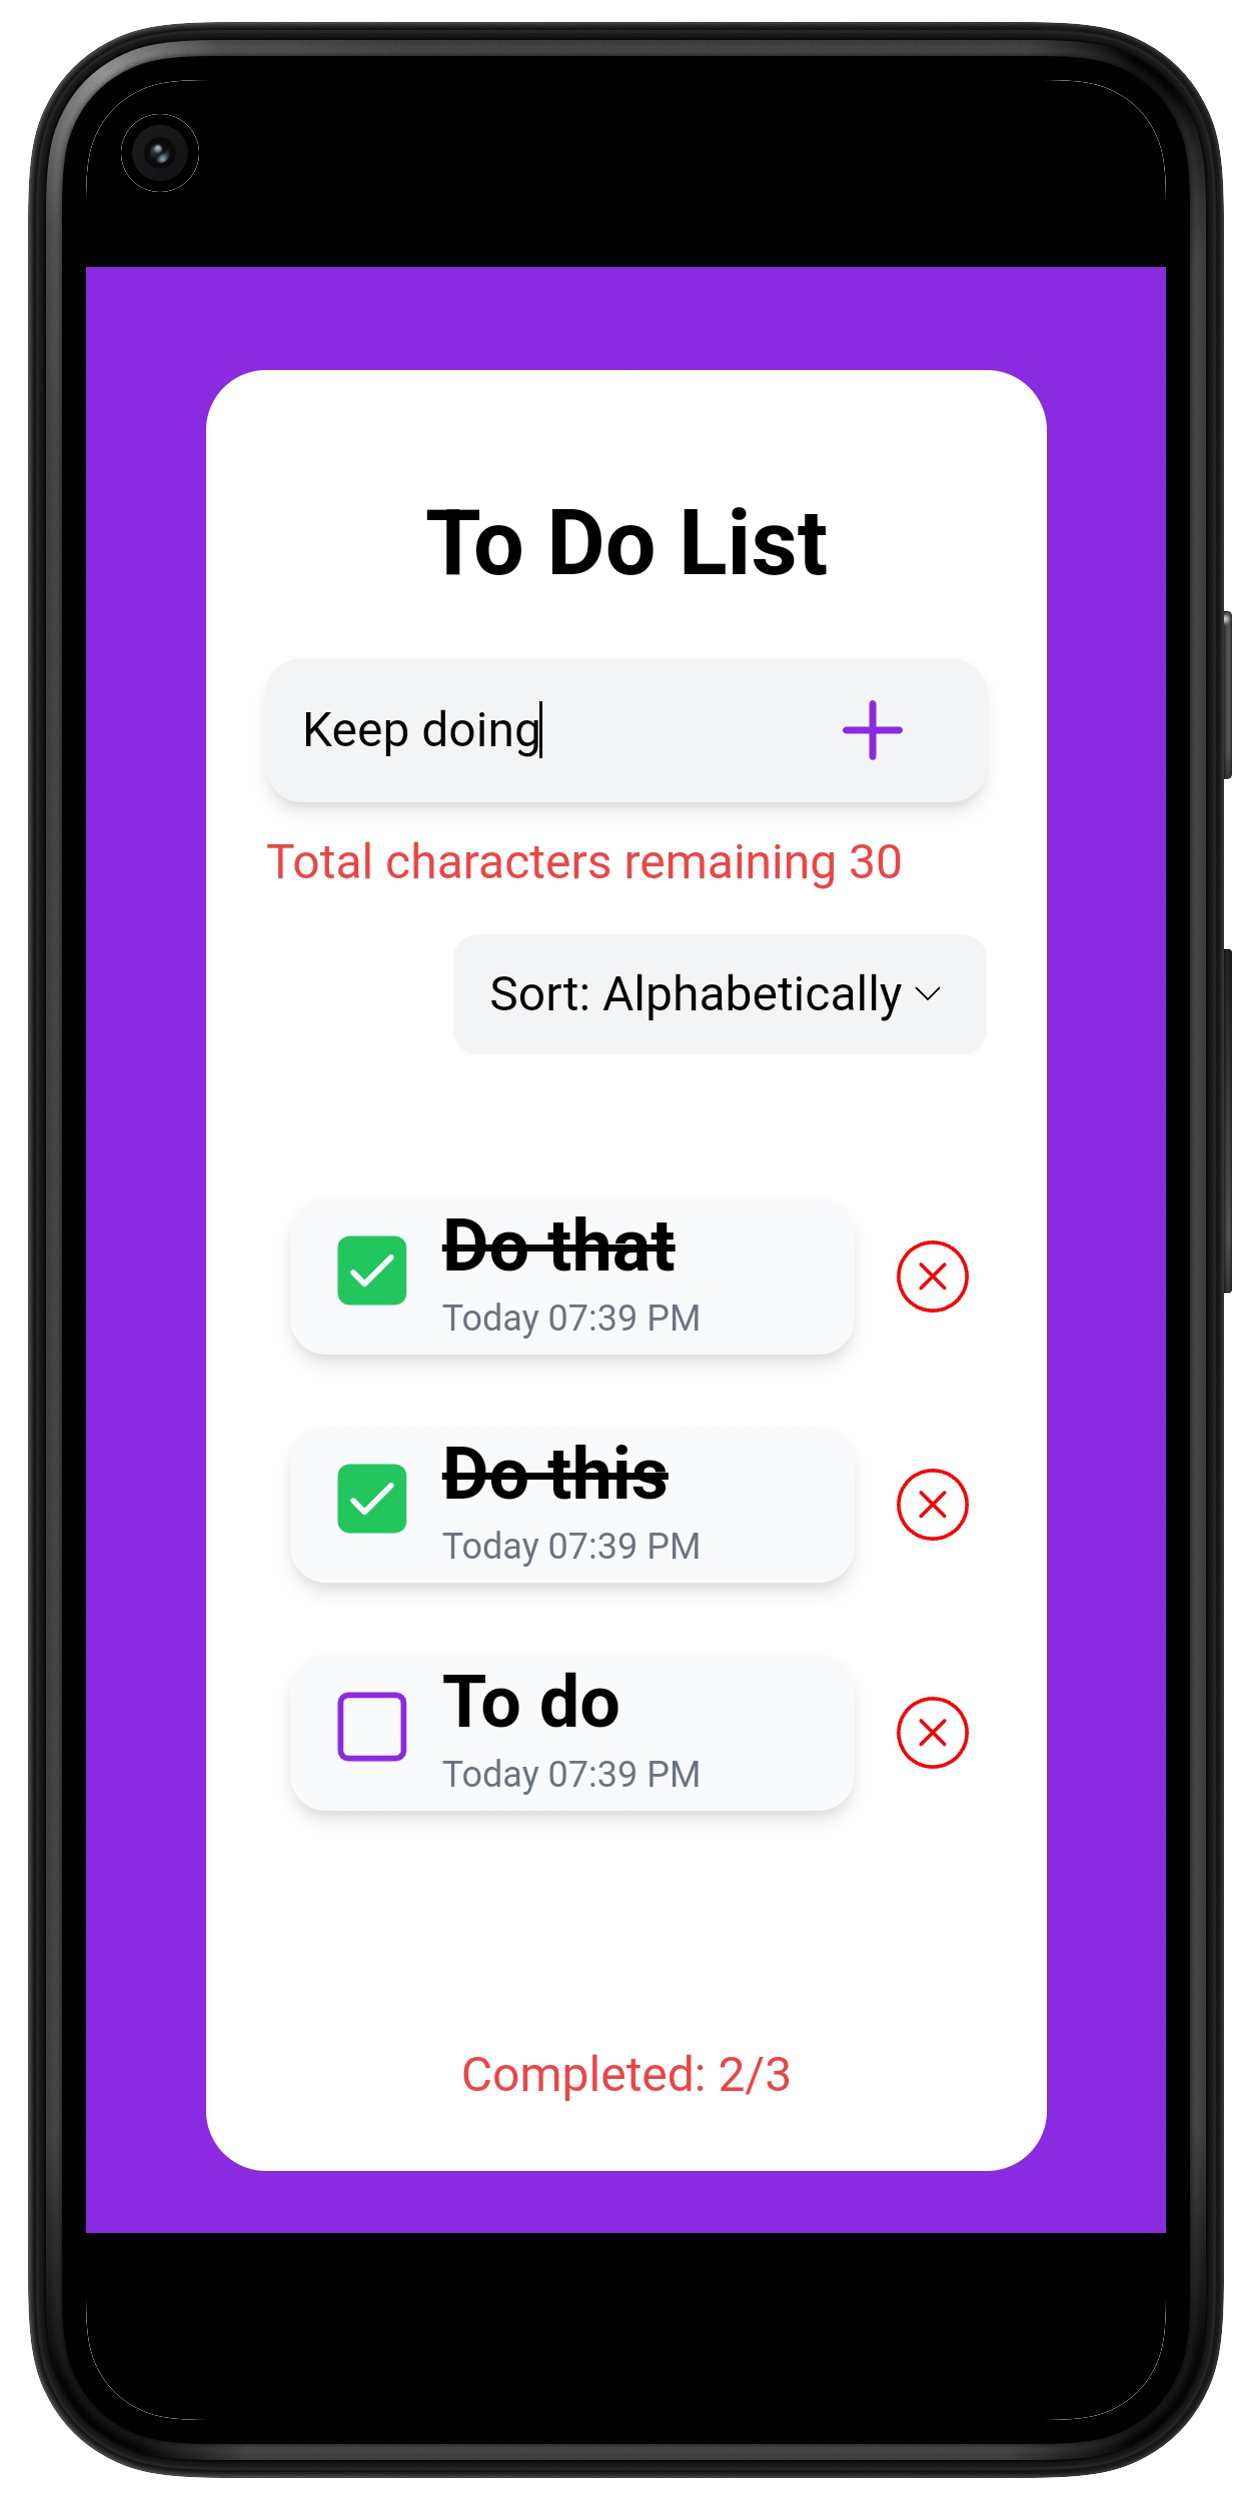 To Do List
Keep doing
Total characters remaining 30
Sort: Alphabetically
Do that
Today 07:39 PM
Do this
Today 07:39 PM
To do
Today 07:39 PM
Completed: 2/3